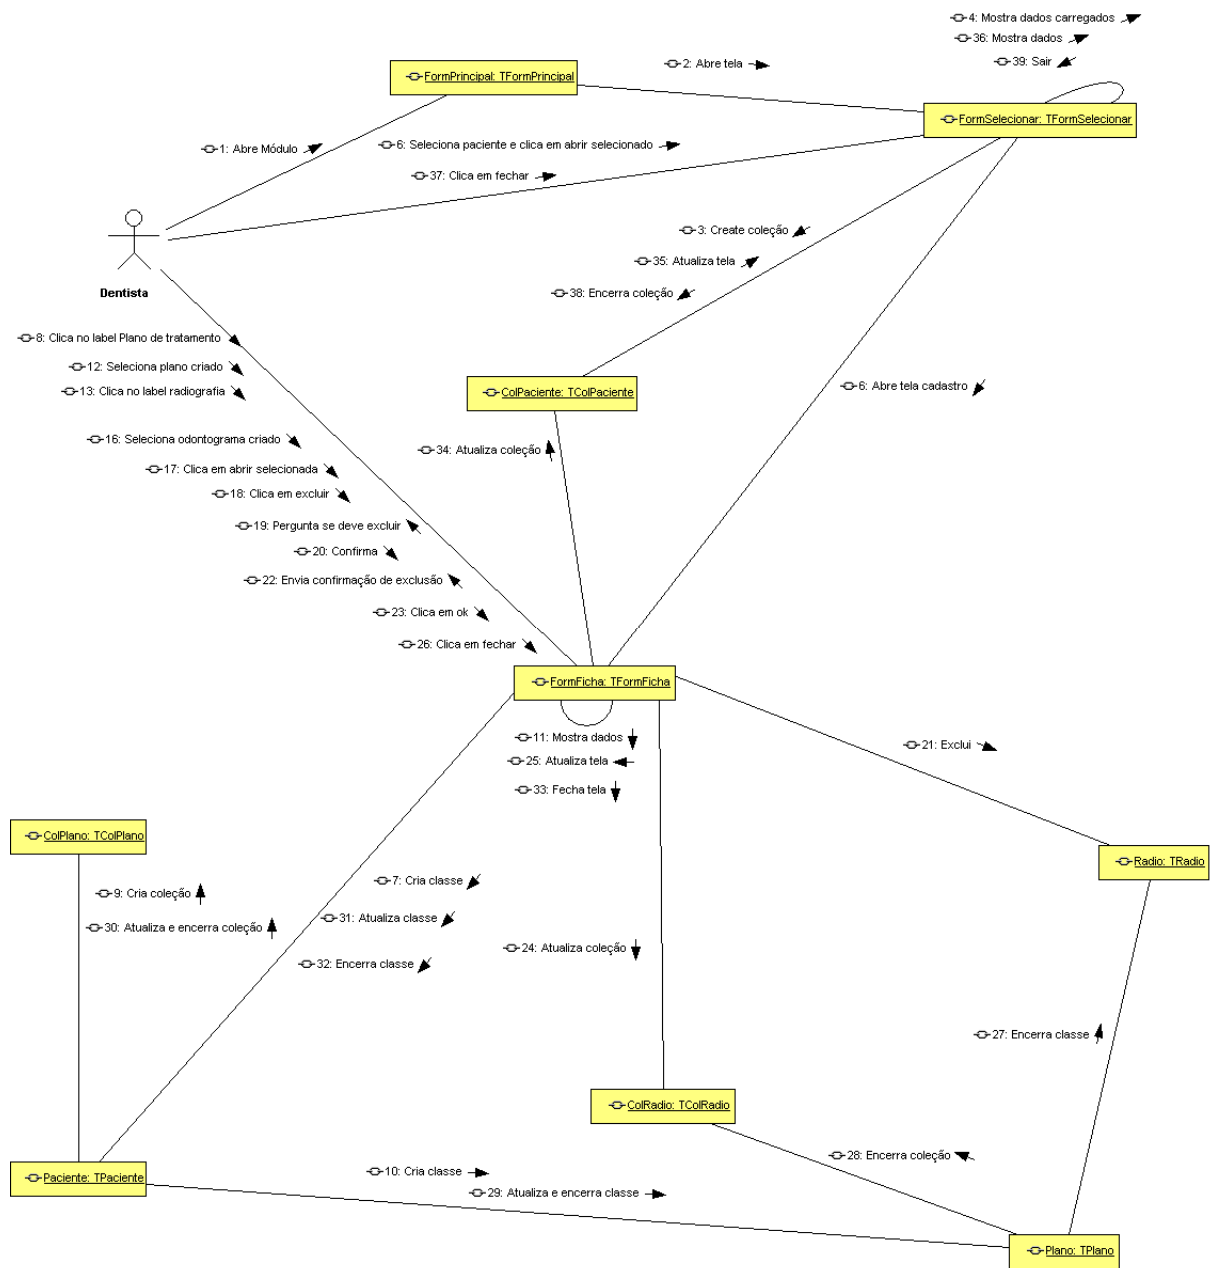 4: Mostra dados carregados
36: Mostra dados
39: Sair
2: Abre tela
FormPrincipal: TFormPrincipal
FormSelecionar: TFormSelecionar
1: Abre Módulo
6: Seleciona paciente e clica em abrir selecionado
37: Clica em fechar
3: Create coleção
35: Atualiza tela
38: Encerra coleção
Dentista
8: Clica no label Plano de tratamento
12: Seleciona plano criado
13: Clica no label radiografia
ColPaciente: TColPaciente
6: Abre tela cadastro
16: Seleciona odontograma criado
34: Atualiza coleção
17: Clica em abrir selecionada
18: Clica em excluir
19: Pergunta se deve excluir
20: Confirma
22: Envia confirmação de exclusão
23: Clica em ok
26: Clica em fechar
FormFicha: TFormFicha
11: Mostra dados
25: Atualiza tela
33: Fecha tela
21: Exclui
ColPlano: TColPlano
Radio: TRadio
9: Cria coleção
30: Atualiza e encerra coleção
7: Cria classe
31: Atualiza classe
32: Encerra classe
24: Atualiza coleção
27: Encerra classe
ColRadio: TColRadio
28: Encerra coleção
Paciente: TPaciente
10: Cria classe
29: Atualiza e encerra classe
Plano: TPlano